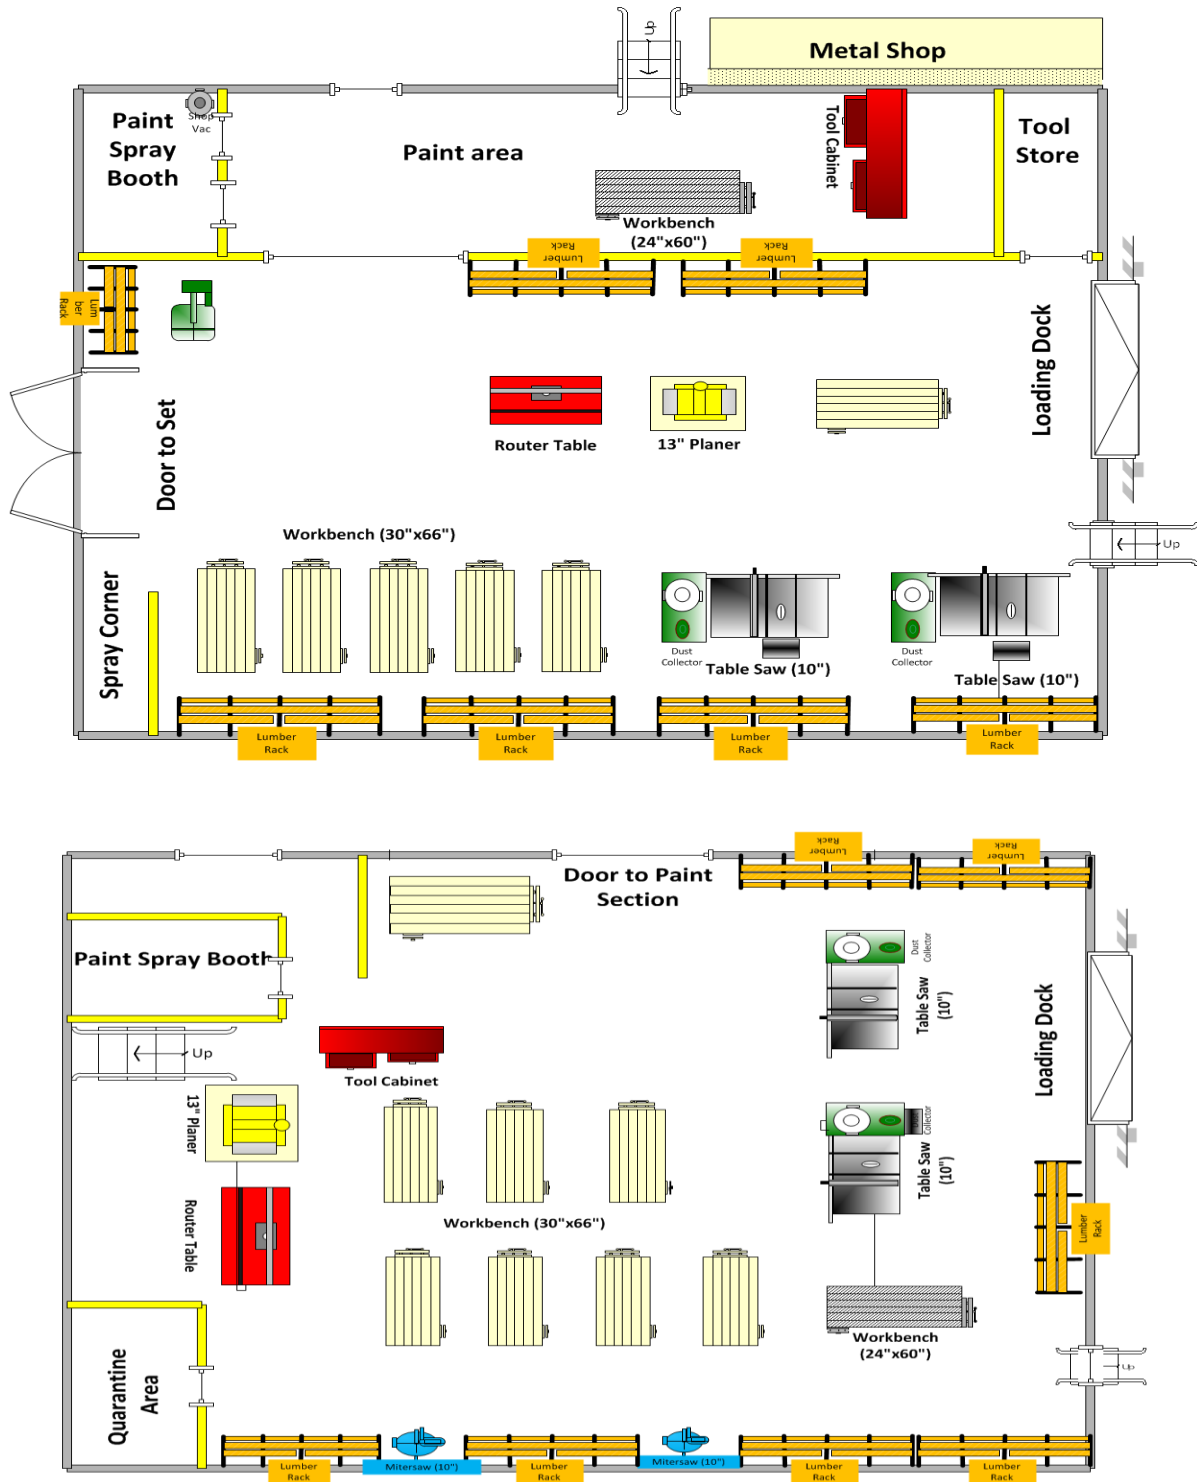 Up
Metal Shop
Paint
Spray
Booth
Shop
Vac
Paint area
Tool Cabinet
Tool
Store
Workbench
(24"x60")
Lumber
Rack
Lumber
Rack
Lum
ber
Rack
Loading Dock
Door to Set
Router Table
13" Planer
Workbench (30"x66")
Up
Spray Corner
Dust
Collector
Table Saw (10")
Dust
Collector
Table Saw (10")
Lumber
Rack
Lumber
Rack
Lumber
Rack
Lumber
Rack
Lumber
Rack
Lumber
Rack
Door to Paint
Section
Paint Spray Booth
Dust
Collector
Table Saw
(10")
Loading Dock
Up
Tool Cabinet
13" Planer
Dust
Collector
Table Saw
(10")
Router Table
Workbench (30"x66")
Lumber
Rack
Workbench
(24"x60")
Up
Quarantine
Area
Lumber
Rack
Mitersaw (10")
Lumber
Rack
Mitersaw (10")
Lumber
Rack
Lumber
Rack